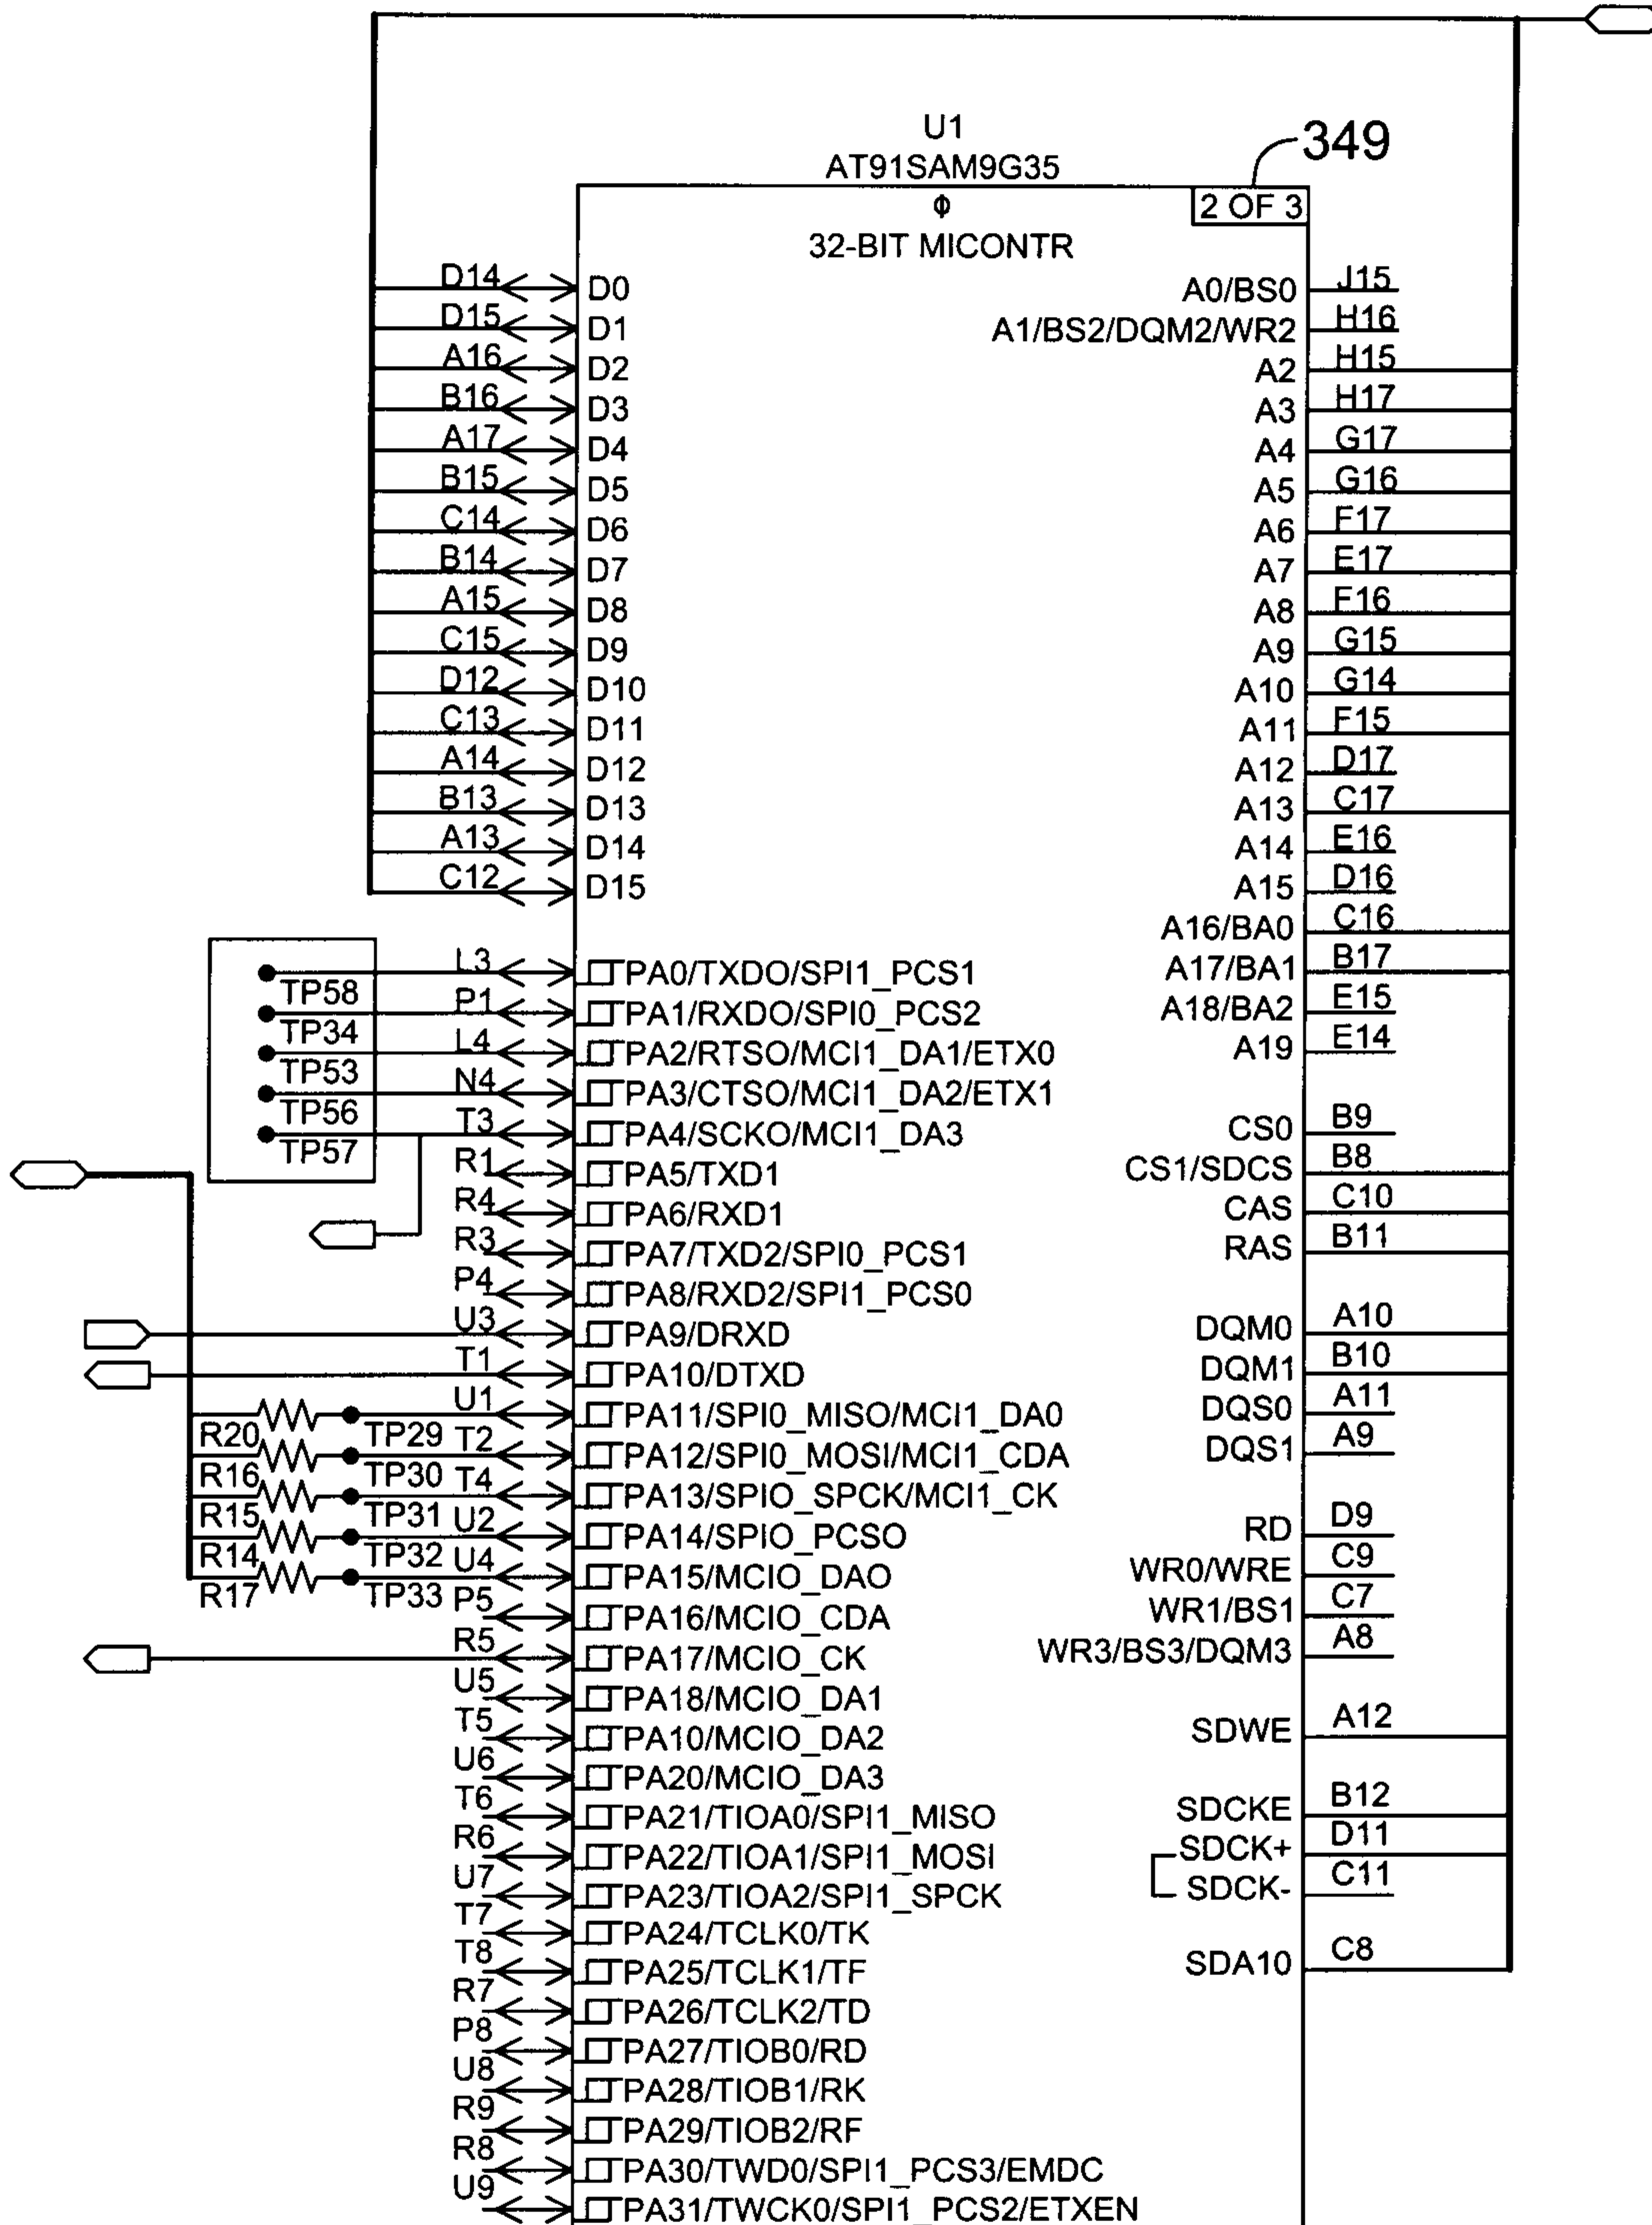 349
U1
AT91SAM9G35
2 OF 3
Φ
32-BIT MICONTR
D14 D0 A0/BS0 J15
D15 D1 A1/BS2/DQM2/WR2 H16
A16 D2 A2 H15
B16 D3 A3 H17
A17 D4 A4 G17
B15 D5 A5 G16
C14 D6 A6 F17
B14 D7 A7 E17
A15 D8 A8 F16
C15 D9 A9 G15
D12 D10 A10 G14
C13 D11 A11 F15
A14 D12 A12 D17
B13 D13 A13 C17
A13 D14 A14 E16
C12 D15 A15 D16
A16/BA0 C16
L3 PA0/TXDO/SPI1_PCS1 A17/BA1 B17
TP58 P1 PA1/RXDO/SPI0_PCS2 A18/BA2 E15
TP34 L4 PA2/RTSO/MCI1_DA1/ETX0 A19 E14
TP53 N4 PA3/CTSO/MCI1_DA2/ETX1
TP56 T3 PA4/SCKO/MCI1_DA3 CS0 B9
TP57 R1 PA5/TXD1 CS1/SDCS B8
R4 PA6/RXD1 CAS C10
R3 PA7/TXD2/SPI0_PCS1 RAS B11
P4 PA8/RXD2/SPI1_PCS0
U3 PA9/DRXD DQM0 A10
T1 PA10/DTXD DQM1 B10
U1 PA11/SPI0_MISO/MCI1_DA0 DQS0 A11
R20 TP29 T2 PA12/SPI0_MOSI/MCI1_CDA DQS1 A9
R16 TP30 T4 PA13/SPIO_SPCK/MCI1_CK
R15 TP31 U2 PA14/SPIO_PCSO RD D9
R14 TP32 U4 PA15/MCIO_DAO WR0/WRE C9
R17 TP33 P5 PA16/MCIO_CDA WR1/BS1 C7
R5 PA17/MCIO_CK WR3/BS3/DQM3 A8
U5 PA18/MCIO_DA1
T5 PA10/MCIO_DA2 SDWE A12
U6 PA20/MCIO_DA3
T6 PA21/TIOA0/SPI1_MISO SDCKE B12
R6 PA22/TIOA1/SPI1_MOSI SDCK+ D11
U7 PA23/TIOA2/SPI1_SPCK SDCK- C11
T7 PA24/TCLK0/TK
T8 PA25/TCLK1/TF SDA10 C8
R7 PA26/TCLK2/TD
P8 PA27/TIOB0/RD
U8 PA28/TIOB1/RK
R9 PA29/TIOB2/RF
R8 PA30/TWD0/SPI1_PCS3/EMDC
U9 PA31/TWCK0/SPI1_PCS2/ETXEN